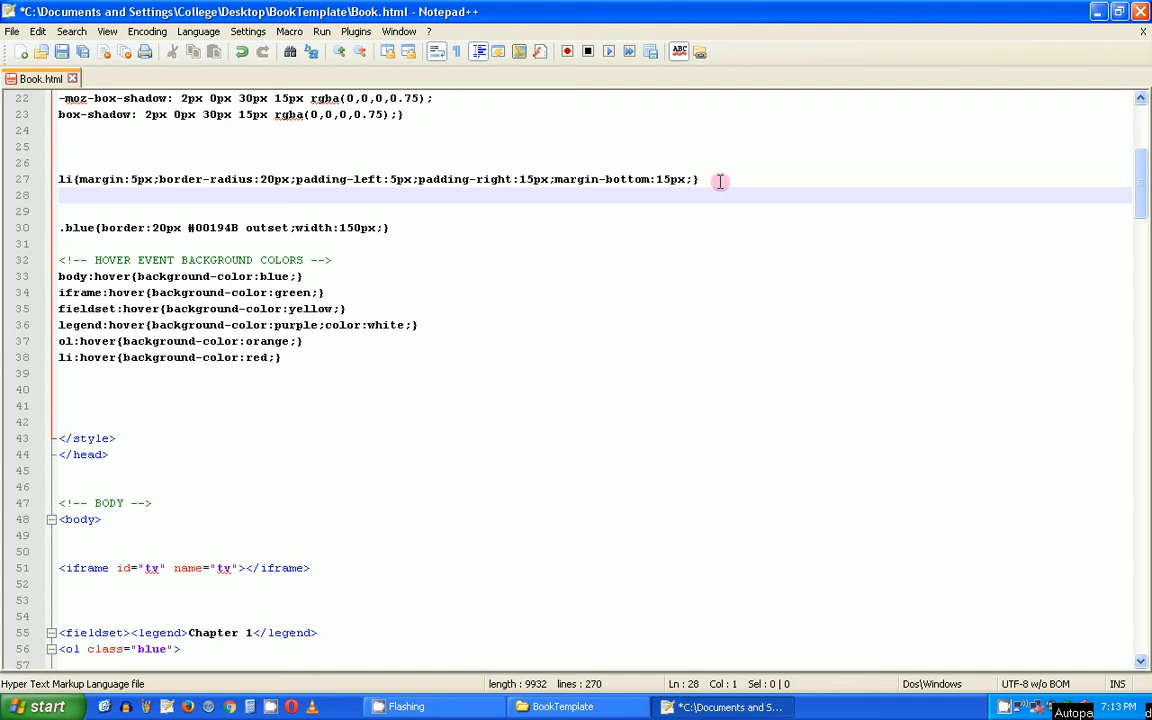 *C:\Documents and Settings\College\Desktop\BookTemplate\Book.html - Notepad++
File Edit Search View Encoding Language Settings Macro Run Plugins Window ? X
ABC
Book.html
22 -moz-box-shadow: 2px 0px 30px 15px rgba(0,0,0,0.75);
23 box-shadow: 2px 0px 30px 15px rgba(0,0,0,0.75);}
24
25
26
27 li{margin:5px;border-radius:20px;padding-left:5px;padding-right:15px;margin-bottom:15px;}
28
29
30 .blue{border:20px #00194B outset;width:150px;}
31
32 <!-- HOVER EVENT BACKGROUND COLORS -->
33 body:hover{background-color:blue;}
34 iframe:hover{background-color:green;}
35 fieldset:hover{background-color:yellow;}
36 legend:hover{background-color:purple;color:white;}
37 ol:hover{background-color:orange;}
38 li:hover{background-color:red;}
39
40
41
42
43 </style>
44 </head>
45
46
47 <!-- BODY -->
48 <body>
49
50
51 <iframe id="tv" name="tv"></iframe>
52
53
54
55 <fieldset><legend>Chapter 1</legend>
56 <ol class="blue">
57
Hyper Text Markup Language file length : 9932 lines : 270 Ln : 28 Col : 1 Sel : 0 | 0 Dos\Windows UTF-8 w/o BOM INS
start Flashing BookTemplate *C:\Documents and S... 7:13 PM
Autopa